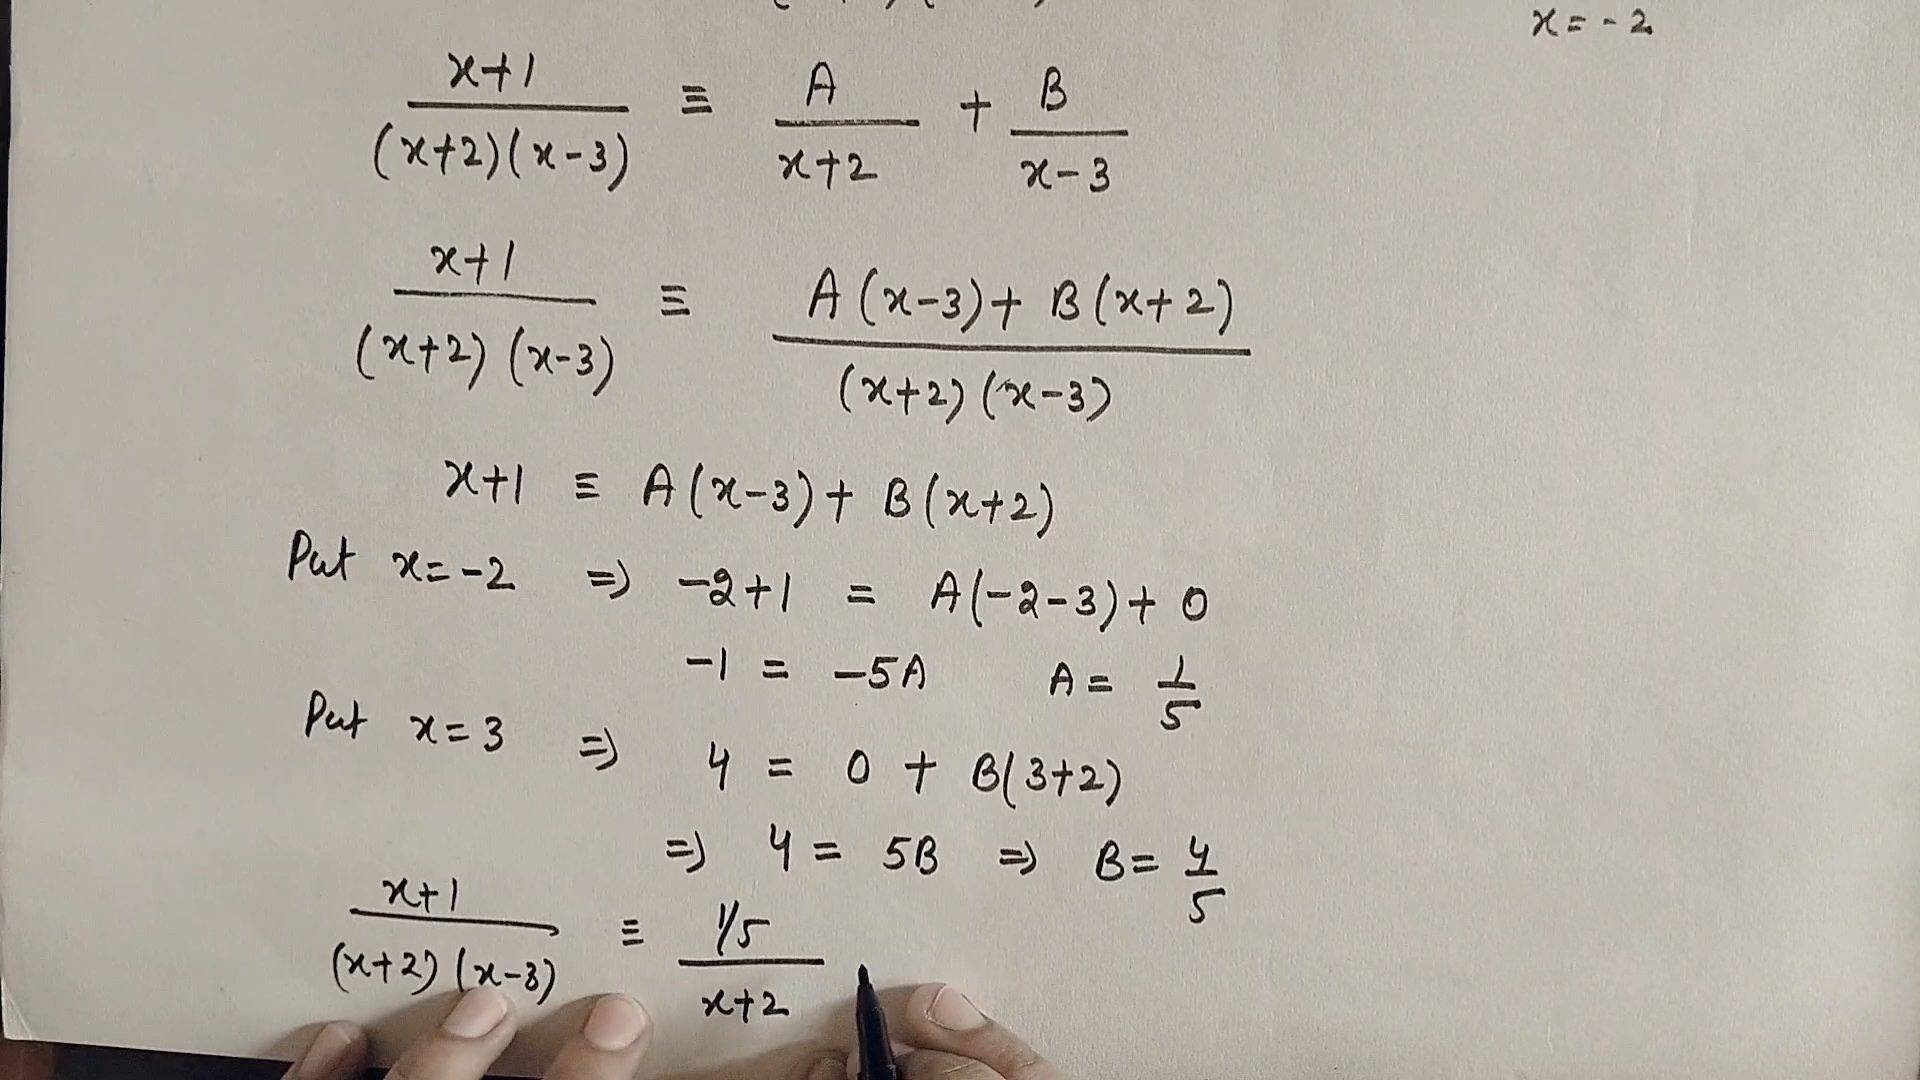 x = -2
x+1 / (x+2)(x-3) ≡ A / x+2 + B / x-3
x+1 / (x+2)(x-3) ≡ A(x-3)+ B(x+2) / (x+2)(x-3)
x+1 ≡ A(x-3)+ B(x+2)
Put x=-2 ⇒ -2+1 = A(-2-3)+ 0
-1 = -5A A = 1/5
Put x=3 ⇒ 4 = 0 + B(3+2)
⇒ 4 = 5B ⇒ B= 4/5
x+1 / (x+2)(x-3) ≡ 1/5 / x+2